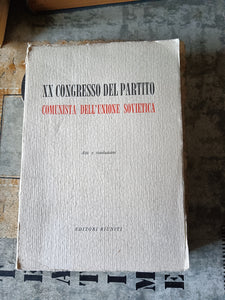 XX CONGRESSO DEL PARTITO
COMUNISTA DELL'UNIONE SOVIETICA
Atti e risoluzioni
EDITORI RIUNITI